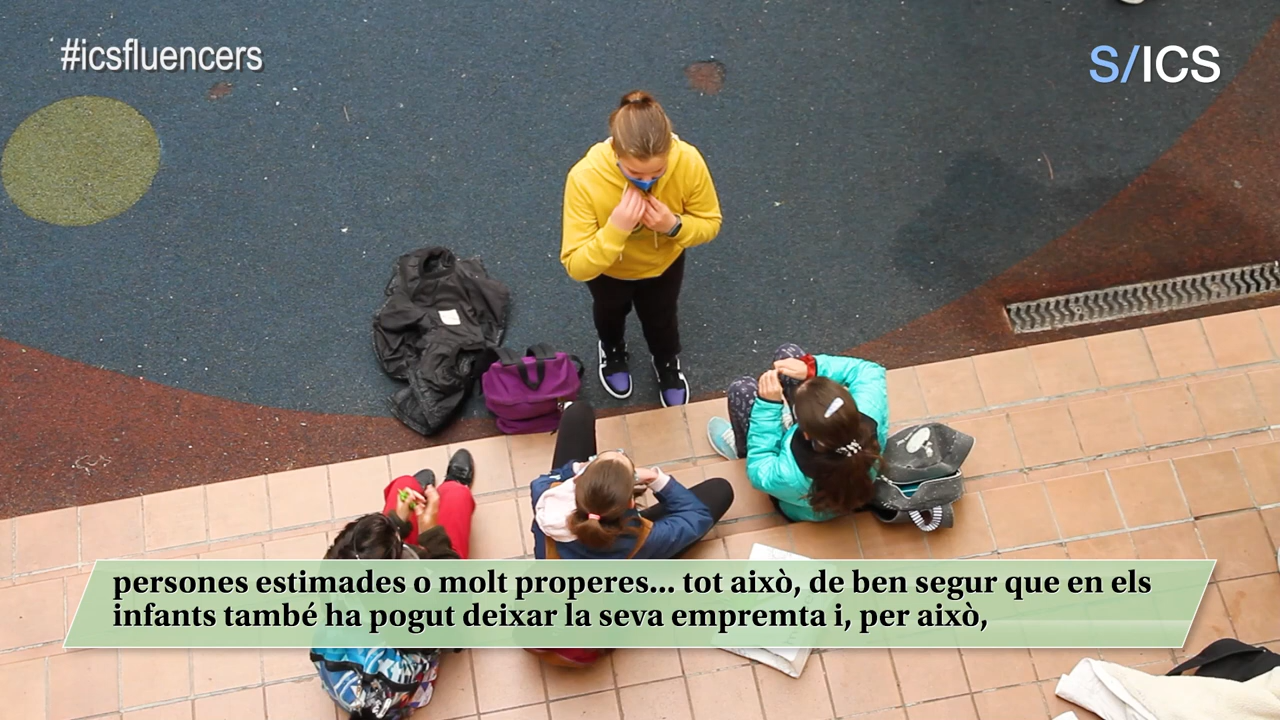 #icsfluencers
S/ICS
persones estimades o molt properes... tot això, de ben segur que en els
infants també ha pogut deixar la seva empremta i, per això,